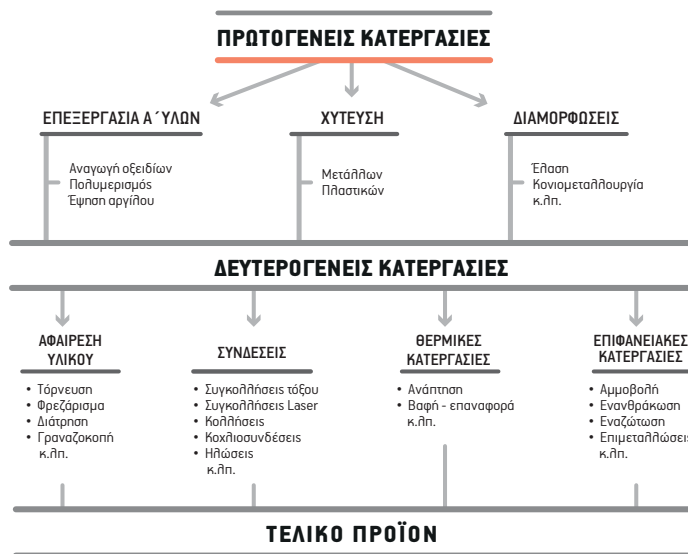 ΠΡΩΤΟΓΕΝΕΙΣ ΚΑΤΕΡΓΑΣΙΕΣ
ΕΠΕΞΕΡΓΑΣΙΑ Α΄ ΥΛΩΝ
Αναγωγή οξειδίων
Πολυμερισμός
Έψηση αργίλου
ΧΥΤΕΥΣΗ
Μετάλλων
Πλαστικών
ΔΙΑΜΟΡΦΩΣΕΙΣ
Έλαση
Κονιομεταλλουργία
κ.λπ.
ΔΕΥΤΕΡΟΓΕΝΕΙΣ ΚΑΤΕΡΓΑΣΙΕΣ
ΑΦΑΙΡΕΣΗ
ΥΛΙΚΟΥ
• Τόρνευση
• Φρεζάρισμα
• Διάτρηση
• Γραναζοκοπή
κ.λπ.
ΣΥΝΔΕΣΕΙΣ
• Συγκολλήσεις τόξου
• Συγκολλήσεις Laser
• Κολλήσεις
• Κοχλιοσυνδέσεις
• Ηλώσεις
κ.λπ.
ΘΕΡΜΙΚΕΣ
ΚΑΤΕΡΓΑΣΙΕΣ
• Ανάπτηση
• Βαφή - επαναφορά
κ.λπ.
ΕΠΙΦΑΝΕΙΑΚΕΣ
ΚΑΤΕΡΓΑΣΙΕΣ
• Αμμοβολή
• Ενανθράκωση
• Εναζώτωση
• Επιμεταλλώσεις
κ.λπ.
ΤΕΛΙΚΟ ΠΡΟΪΟΝ